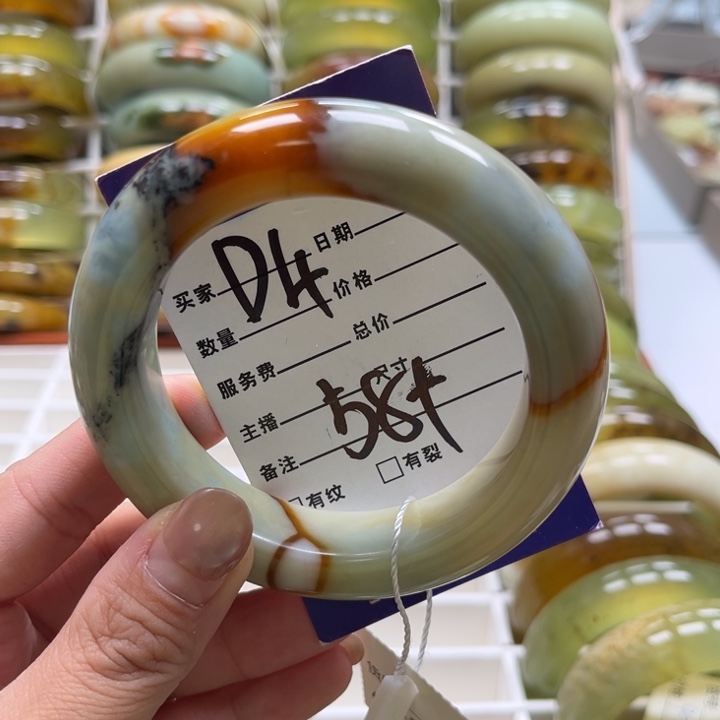 买家 D4 日期
数量 价格
服务费 总价
主播 尺寸
备注 58+
有纹 有裂